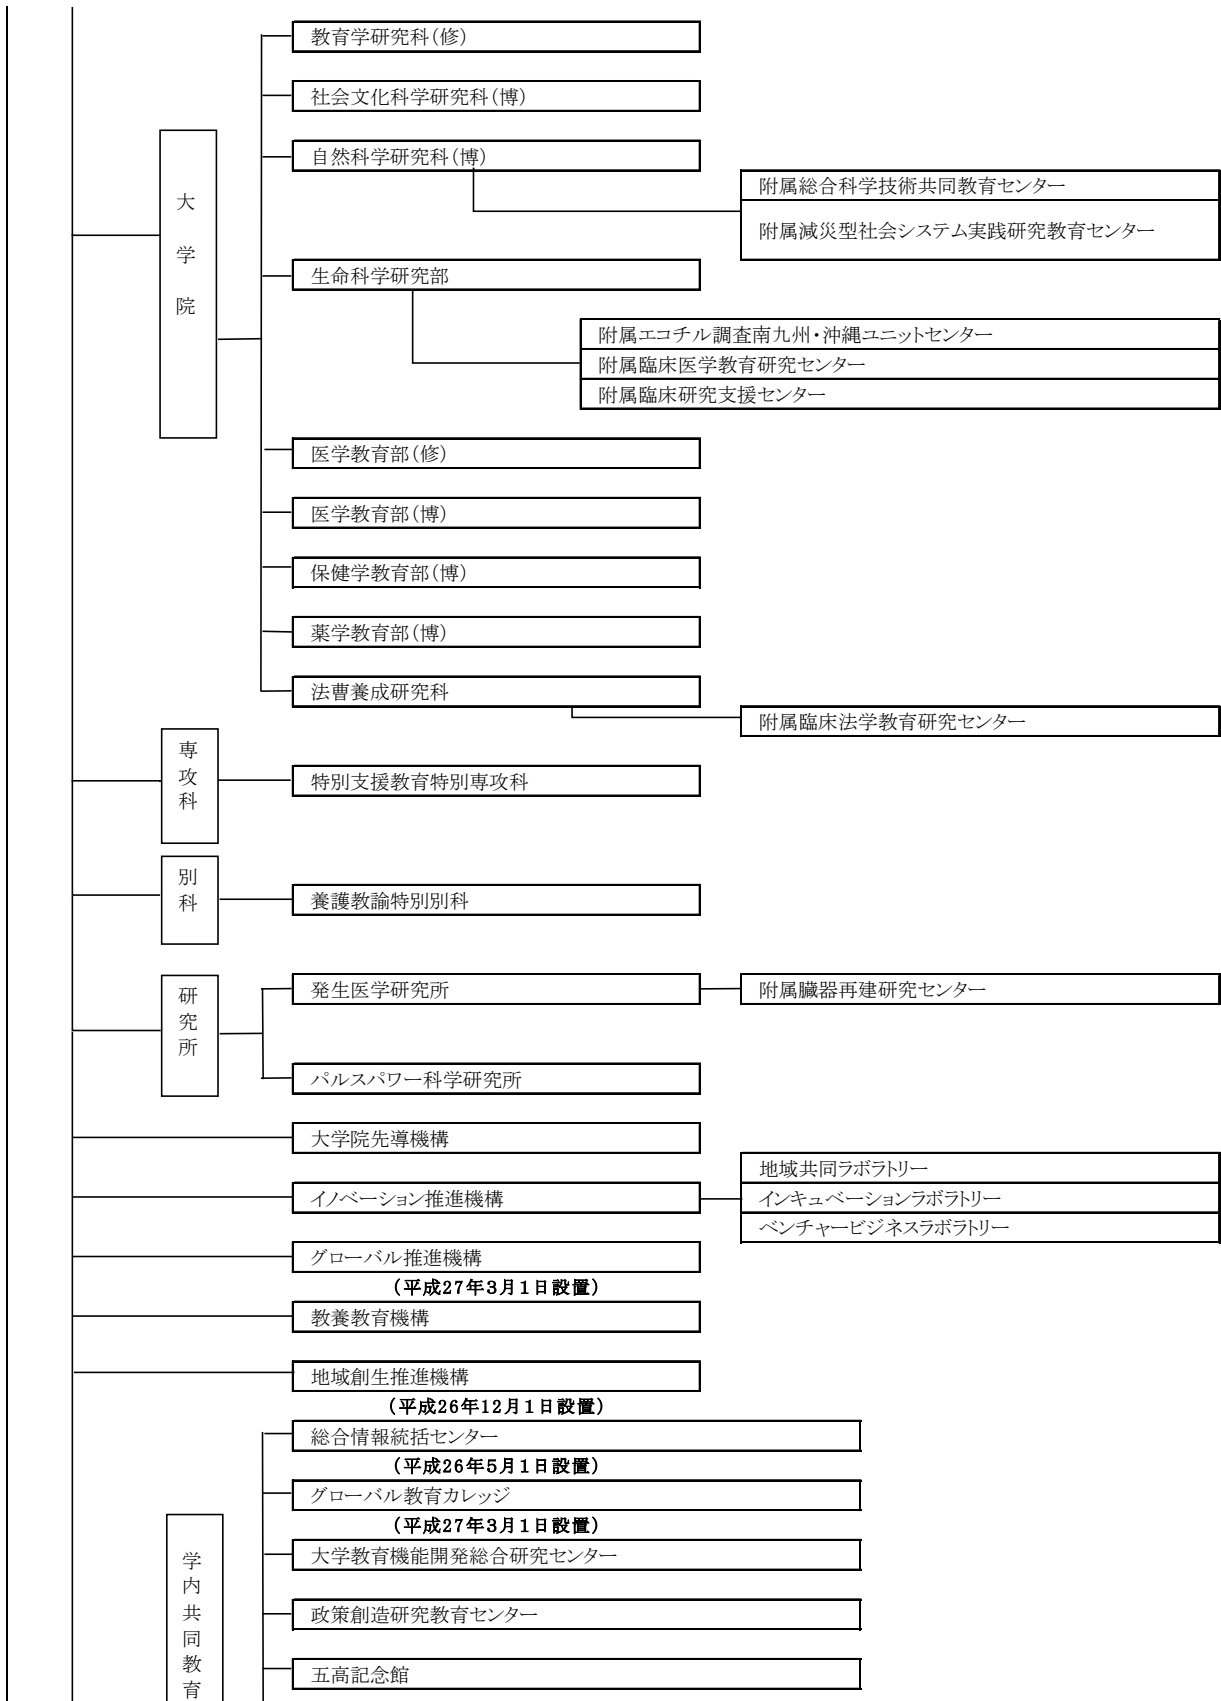 教育学研究科(修)
社会文化科学研究科(博)
自然科学研究科(博)
附属総合科学技術共同教育センター
附属減災型社会システム実践研究教育センター
大学院
生命科学研究部
附属エコチル調査南九州・沖縄ユニットセンター
附属臨床医学教育研究センター
附属臨床研究支援センター
医学教育部(修)
医学教育部(博)
保健学教育部(博)
薬学教育部(博)
法曹養成研究科
附属臨床法学教育研究センター
専攻科
特別支援教育特別専攻科
別科
養護教諭特別別科
研究所
発生医学研究所
附属臓器再建研究センター
パルスパワー科学研究所
大学院先導機構
イノベーション推進機構
地域共同ラボラトリー
インキュベーションラボラトリー
ベンチャービジネスラボラトリー
グローバル推進機構
(平成27年3月1日設置)
教養教育機構
地域創生推進機構
(平成26年12月1日設置)
総合情報統括センター
(平成26年5月1日設置)
グローバル教育カレッジ
(平成27年3月1日設置)
大学教育機能開発総合研究センター
政策創造研究教育センター
五高記念館
学内共同教育